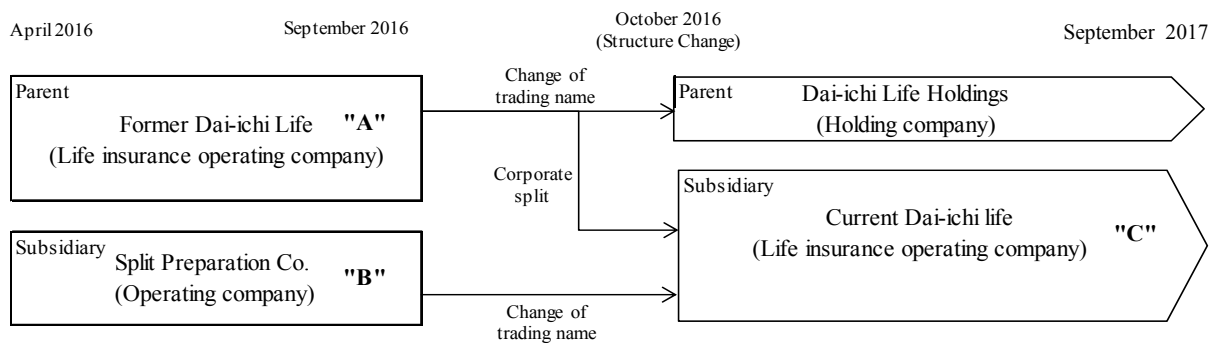 April 2016
September 2016
October 2016
(Structure Change)
September 2017
Parent
Former Dai-ichi Life "A"
(Life insurance operating company)
Change of
trading name
Parent
Dai-ichi Life Holdings
(Holding company)
Corporate
split
Subsidiary
Current Dai-ichi life
(Life insurance operating company) "C"
Subsidiary
Split Preparation Co. "B"
(Operating company)
Change of
trading name